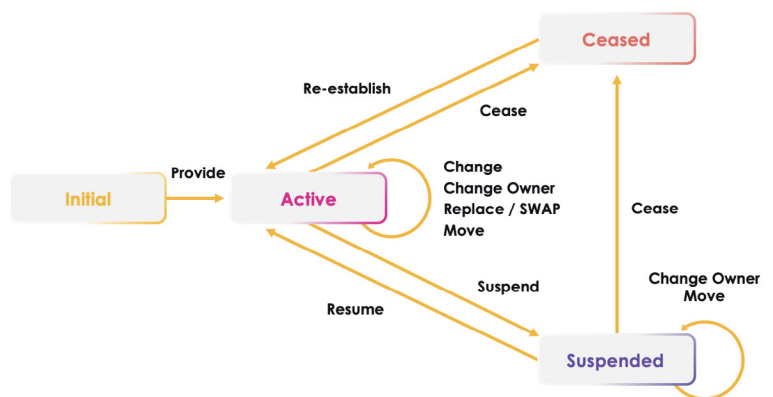 Ceased
Re-establish
Cease
Provide
Initial
Active
Change
Change Owner
Replace / SWAP
Move
Cease
Suspend
Resume
Change Owner
Move
Suspended